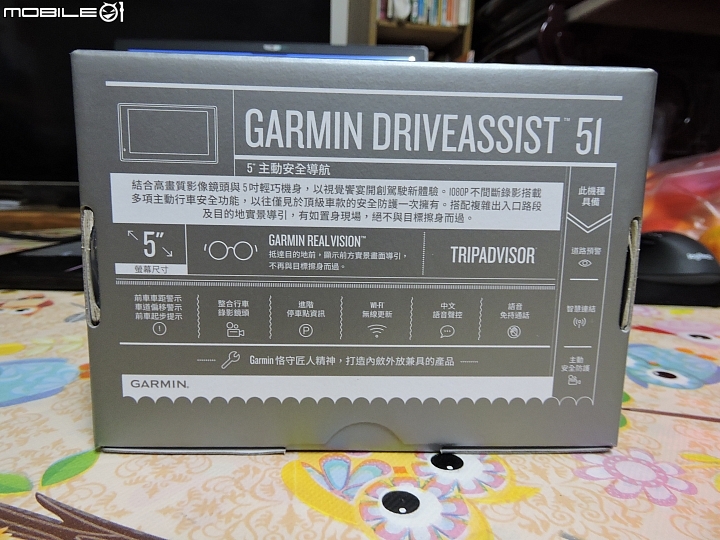 MOBILE01
GARMIN DRIVEASSIST™ 51
5" 主動安全導航
結合高畫質影像鏡頭與5吋輕巧機身，以視覺饗宴開創駕駛新體驗。1080P不間斷錄影搭載
多項主動行車安全功能，以往僅見於頂級車款的安全防護一次擁有。搭配複雜出入口路段
及目的地實景導引，有如置身現場，絕不與目標擦身而過。
此機種
具備
5"
螢幕尺寸
GARMIN REAL VISION™
抵達目的地前，顯示前方實景畫面導引，
不再與目標擦身而過。
TRIPADVISOR
道路預警
前車車距警示
車道偏移警示
前車起步提示
整合行車
錄影鏡頭
進階
停車點資訊
P
WI-FI
無線更新
中文
語音聲控
語音
免持通話
智慧連結
Garmin 恪守匠人精神，打造內斂外放兼具的產品
主動
安全防護
GARMIN.